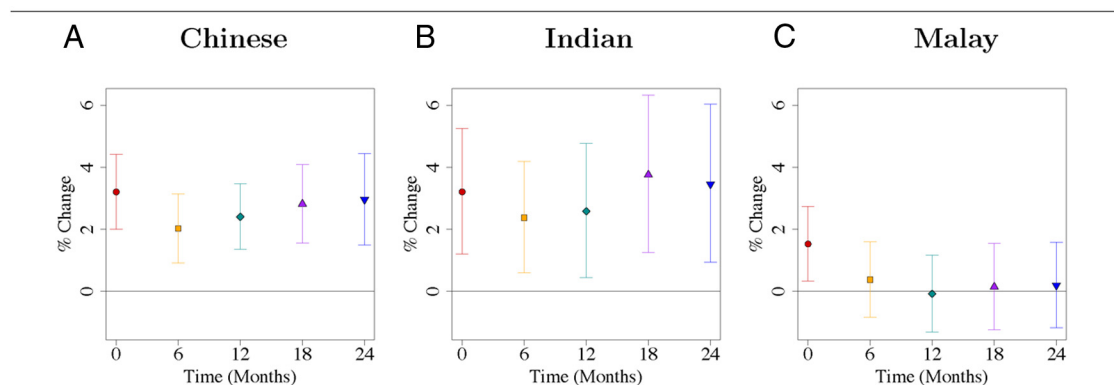 A Chinese
B Indian
C Malay
% Change
6
4
2
0
0 6 12 18 24
Time (Months)
% Change
6
4
2
0
0 6 12 18 24
Time (Months)
% Change
6
4
2
0
0 6 12 18 24
Time (Months)